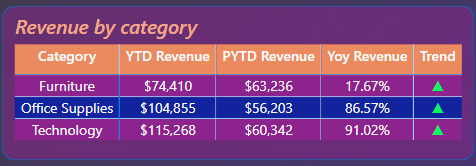 Revenue by category
Category YTD Revenue PYTD Revenue Yoy Revenue Trend
Furniture $74,410 $63,236 17.67% ▲
Office Supplies $104,855 $56,203 86.57% ▲
Technology $115,268 $60,342 91.02% ▲